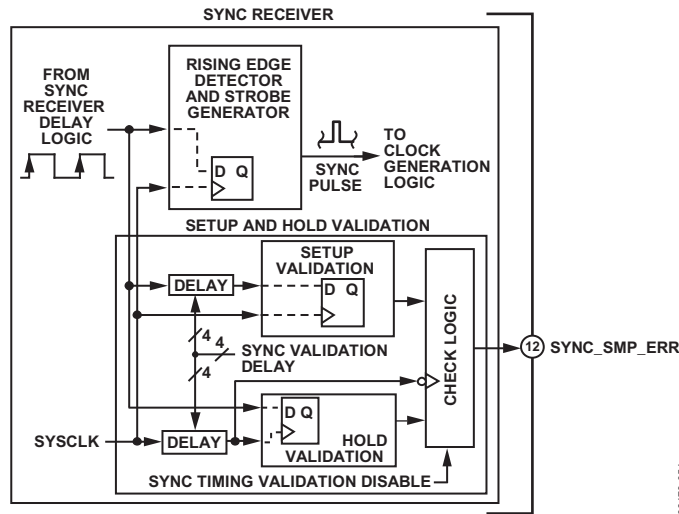 SYNC RECEIVER
FROM
SYNC
RECEIVER
DELAY
LOGIC
RISING EDGE
DETECTOR
AND STROBE
GENERATOR
D Q
SYNC
PULSE
TO
CLOCK
GENERATION
LOGIC
SETUP AND HOLD VALIDATION
SETUP
VALIDATION
DELAY
D Q
4
4
4
SYNC VALIDATION
DELAY
CHECK LOGIC
12 SYNC_SMP_ERR
SYSCLK
DELAY
D Q
HOLD
VALIDATION
SYNC TIMING VALIDATION DISABLE